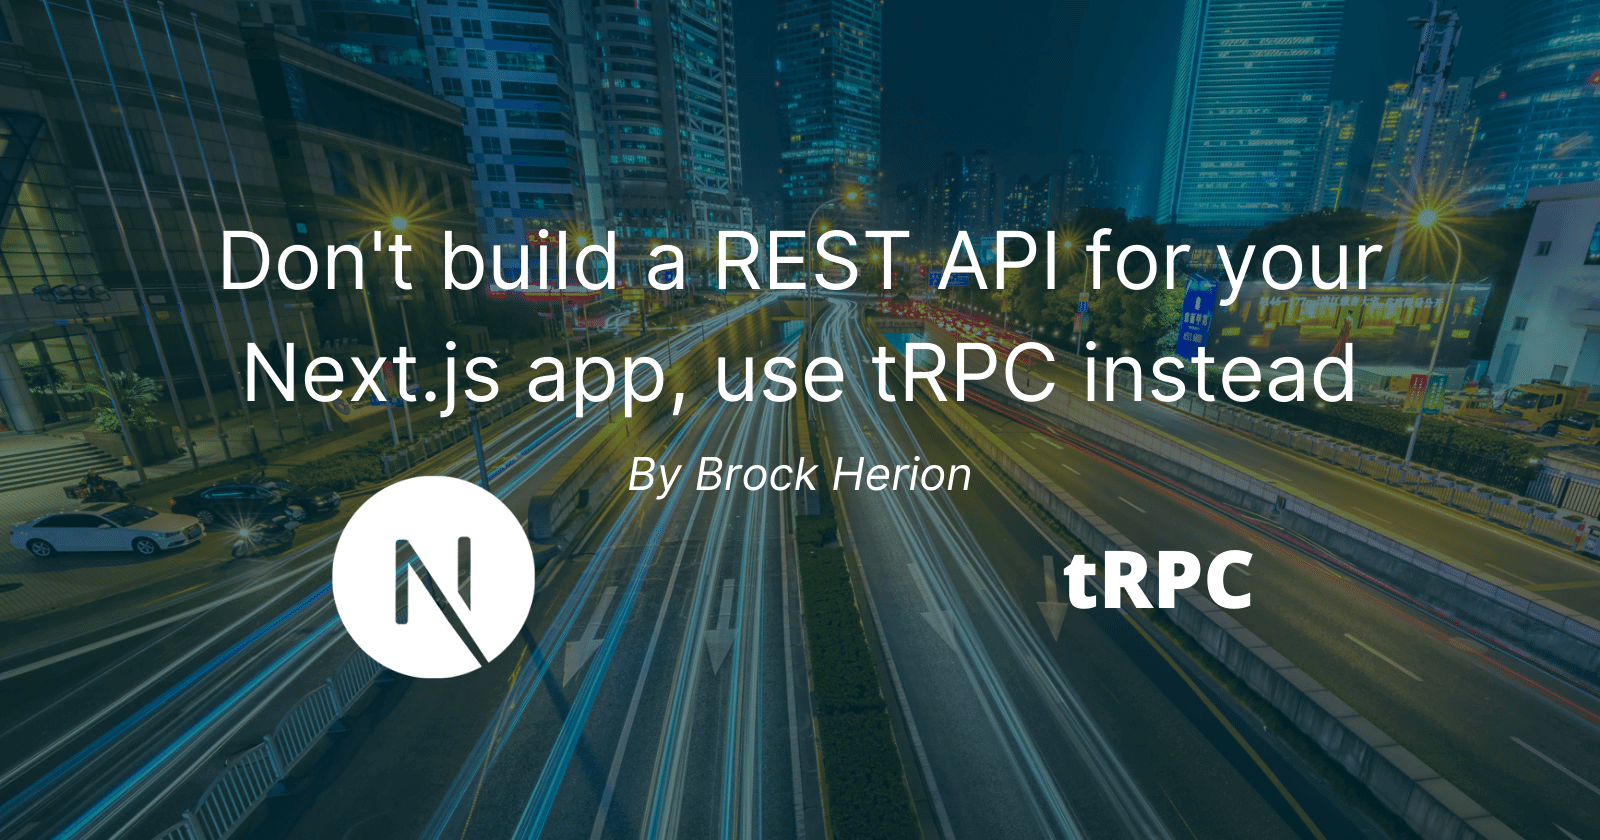 Don't build a REST API for your
Next.js app, use tRPC instead
By Brock Herion
N
tRPC